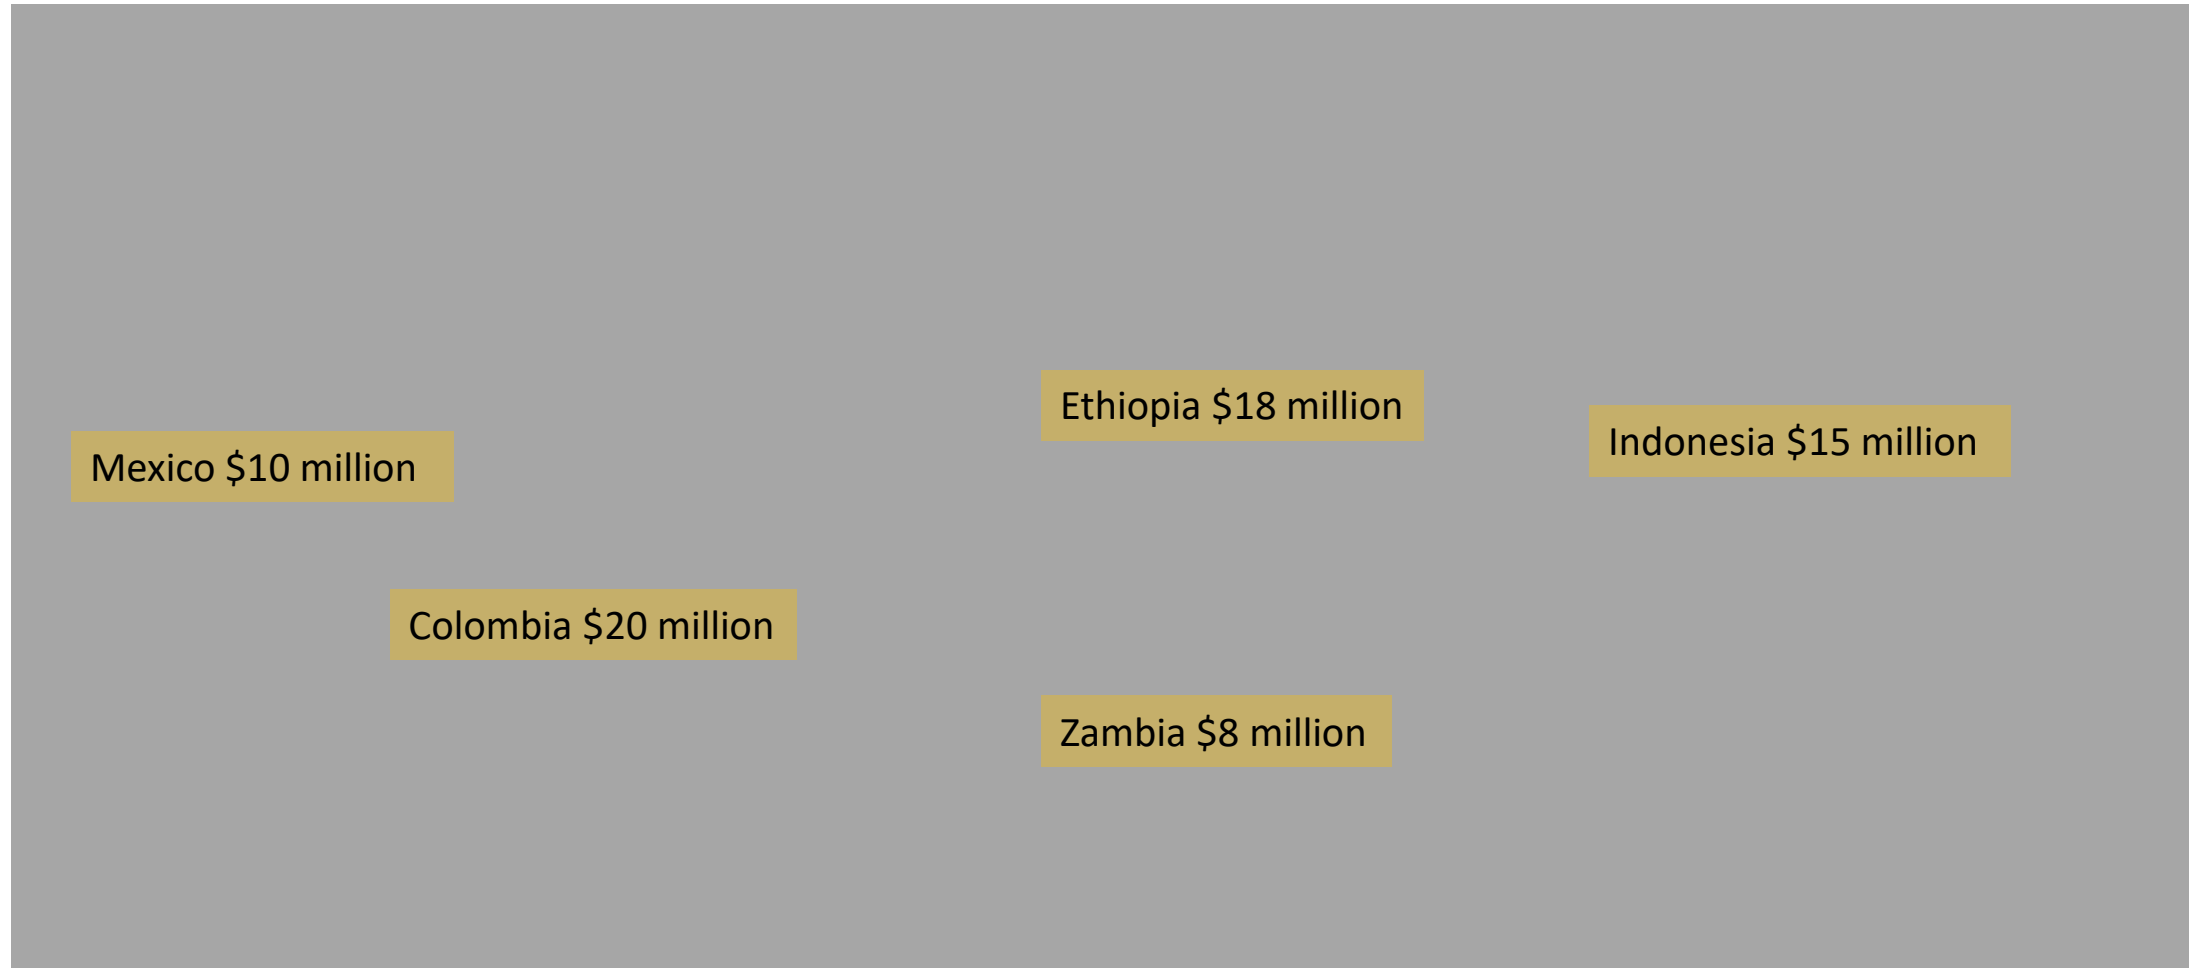 Ethiopia $18 million
Indonesia $15 million
Mexico $10 million
Colombia $20 million
Zambia $8 million